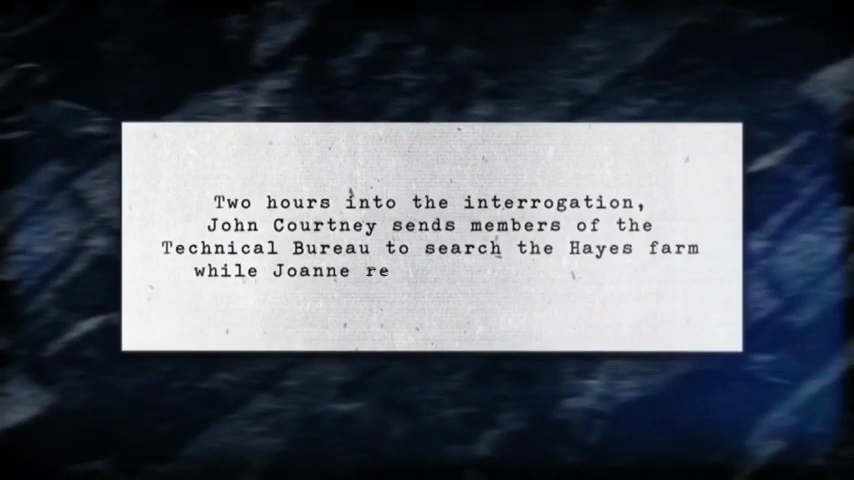 Two hours into the interrogation,
John Courtney sends members of the
Technical Bureau to search the Hayes farm
while Joanne re